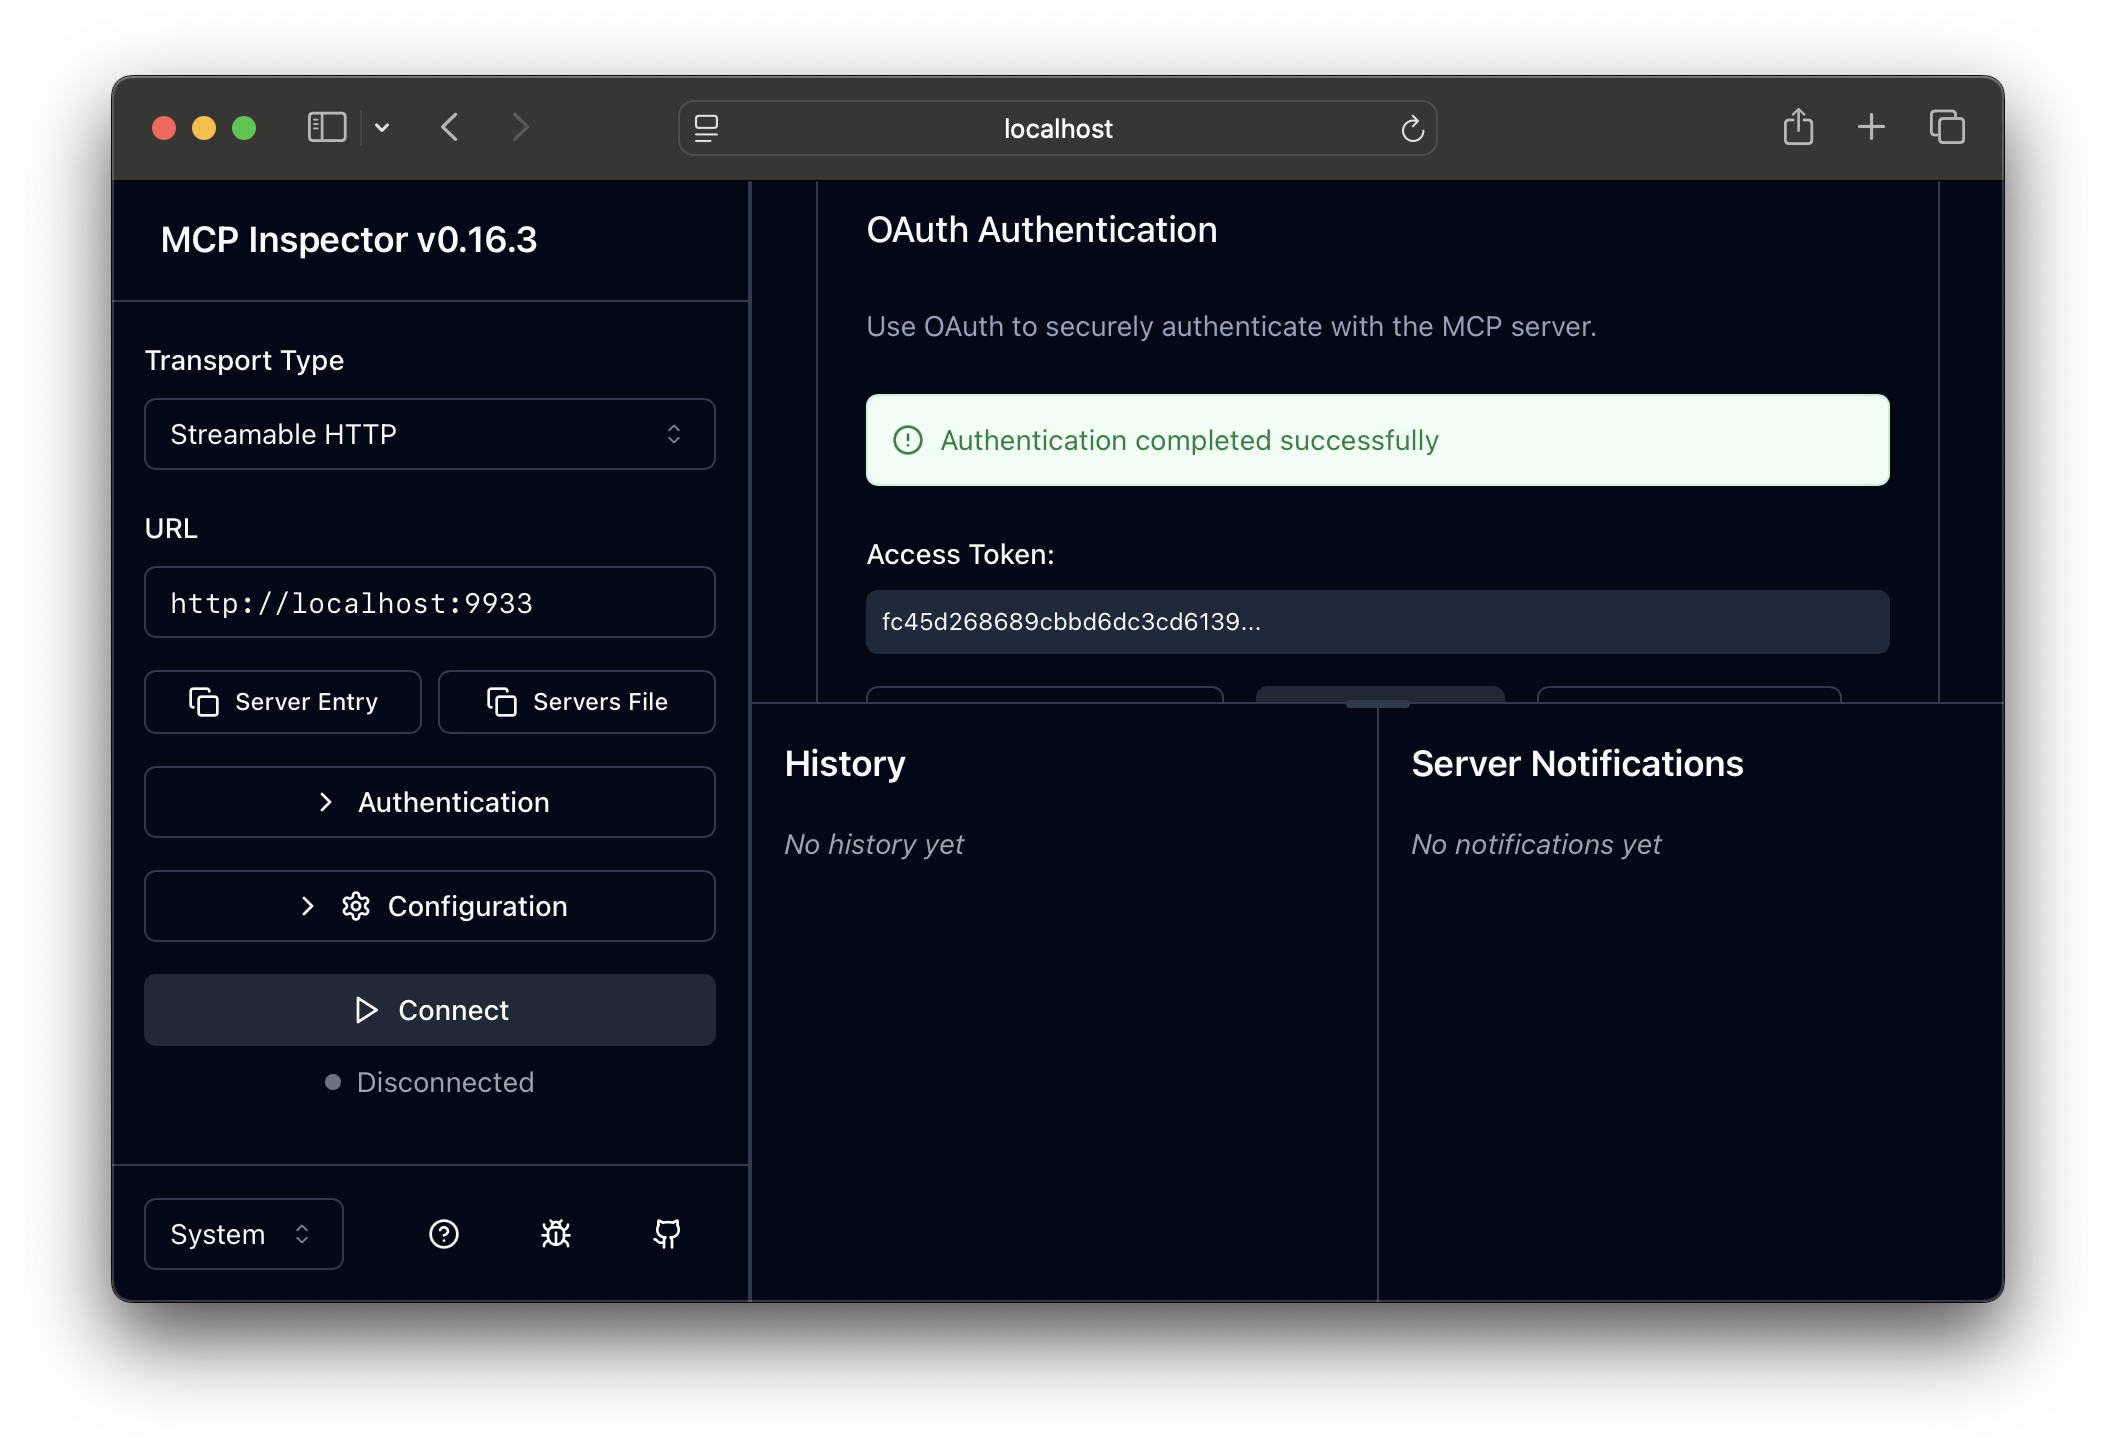 localhost
MCP Inspector v0.16.3
Transport Type
Streamable HTTP
URL
http://localhost:9933
Server Entry
Servers File
Authentication
Configuration
Connect
Disconnected
System
OAuth Authentication
Use OAuth to securely authenticate with the MCP server.
Authentication completed successfully
Access Token:
fc45d268689cbbd6dc3cd6139...
History
No history yet
Server Notifications
No notifications yet